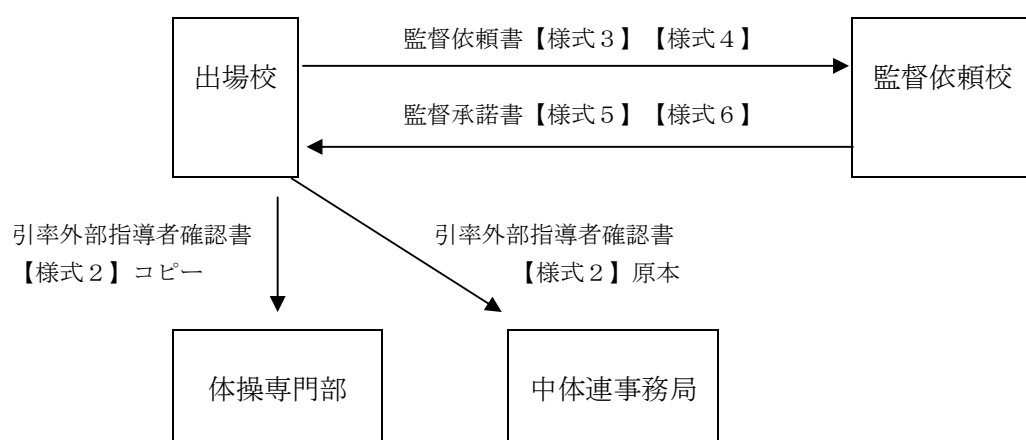 監督依頼書【様式３】【様式４】
出場校
監督依頼校
監督承諾書【様式５】【様式６】
引率外部指導者確認書
【様式２】コピー
引率外部指導者確認書
【様式２】原本
体操専門部
中体連事務局